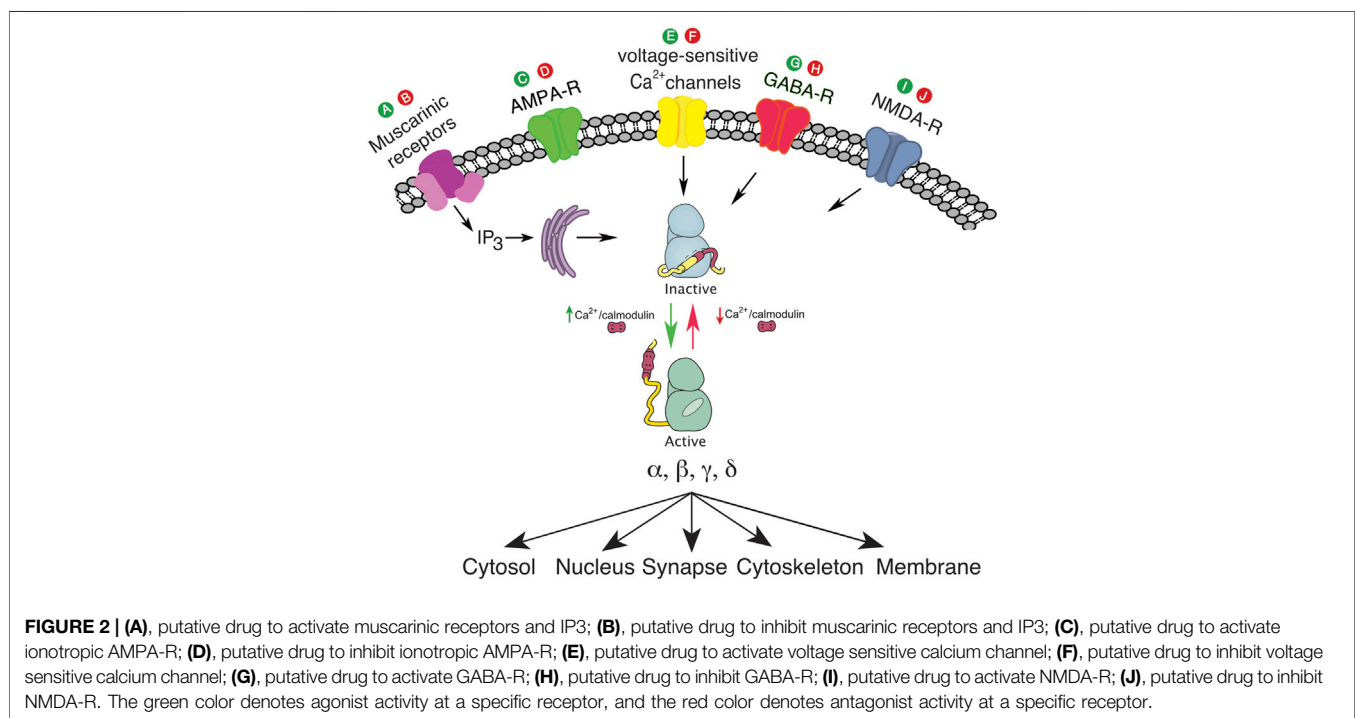 A B
Muscarinic
receptors
C D
AMPA-R
E F
voltage-sensitive
Ca²⁺channels
G H
GABA-R
I J
NMDA-R
IP₃
Inactive
↑Ca²⁺/calmodulin
↓Ca²⁺/calmodulin
Active
α, β, γ, δ
Cytosol Nucleus Synapse Cytoskeleton Membrane
FIGURE 2 | (A), putative drug to activate muscarinic receptors and IP3; (B), putative drug to inhibit muscarinic receptors and IP3; (C), putative drug to activate
ionotropic AMPA-R; (D), putative drug to inhibit ionotropic AMPA-R; (E), putative drug to activate voltage sensitive calcium channel; (F), putative drug to inhibit voltage
sensitive calcium channel; (G), putative drug to activate GABA-R; (H), putative drug to inhibit GABA-R; (I), putative drug to activate NMDA-R; (J), putative drug to inhibit
NMDA-R. The green color denotes agonist activity at a specific receptor, and the red color denotes antagonist activity at a specific receptor.